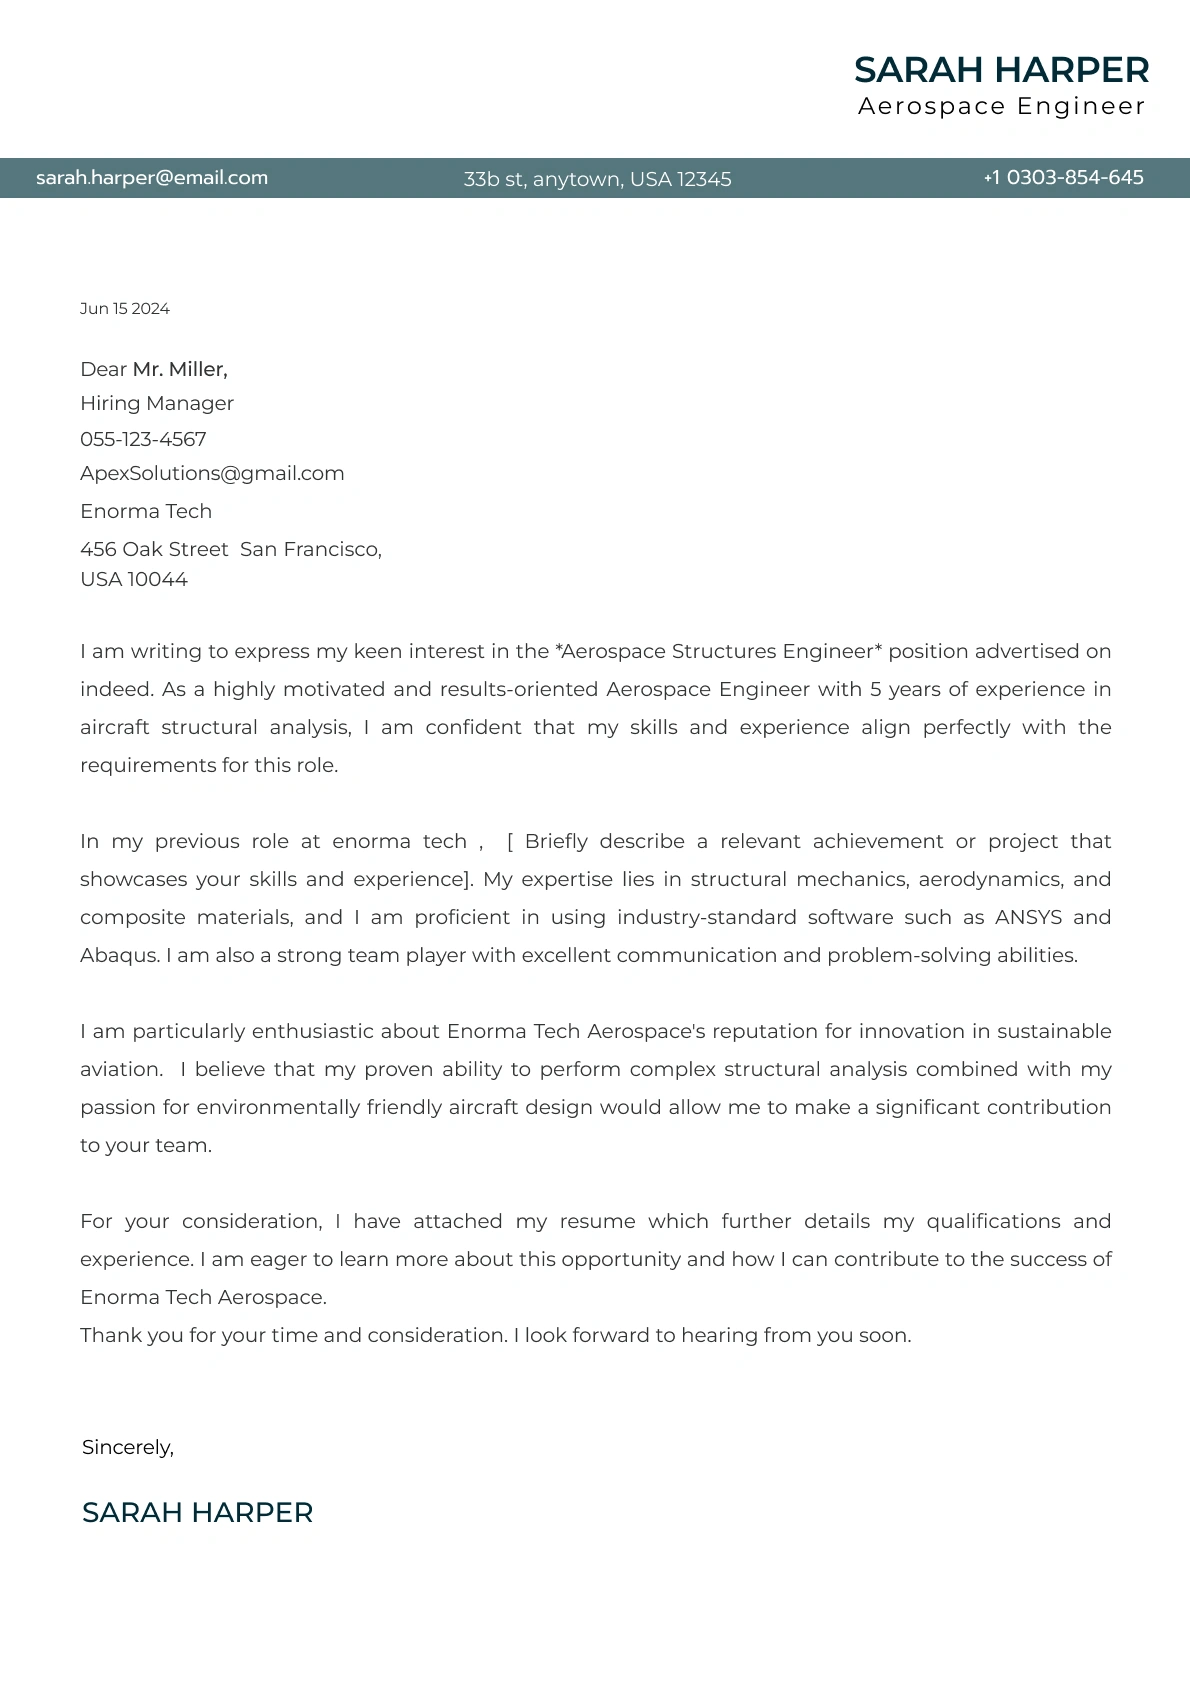 SARAH HARPER
Aerospace Engineer
sarah.harper@email.com 33b st, anytown, USA 12345 +1 0303-854-645
Jun 15 2024
Dear Mr. Miller,
Hiring Manager
055-123-4567
ApexSolutions@gmail.com
Enorma Tech
456 Oak Street  San Francisco,
USA 10044
I am writing to express my keen interest in the *Aerospace Structures Engineer* position advertised on
indeed. As a highly motivated and results-oriented Aerospace Engineer with 5 years of experience in
aircraft structural analysis, I am confident that my skills and experience align perfectly with the
requirements for this role.
In my previous role at enorma tech ,  [ Briefly describe a relevant achievement or project that
showcases your skills and experience]. My expertise lies in structural mechanics, aerodynamics, and
composite materials, and I am proficient in using industry-standard software such as ANSYS and
Abaqus. I am also a strong team player with excellent communication and problem-solving abilities.
I am particularly enthusiastic about Enorma Tech Aerospace's reputation for innovation in sustainable
aviation.  I believe that my proven ability to perform complex structural analysis combined with my
passion for environmentally friendly aircraft design would allow me to make a significant contribution
to your team.
For your consideration, I have attached my resume which further details my qualifications and
experience. I am eager to learn more about this opportunity and how I can contribute to the success of
Enorma Tech Aerospace.
Thank you for your time and consideration. I look forward to hearing from you soon.
Sincerely,
SARAH HARPER